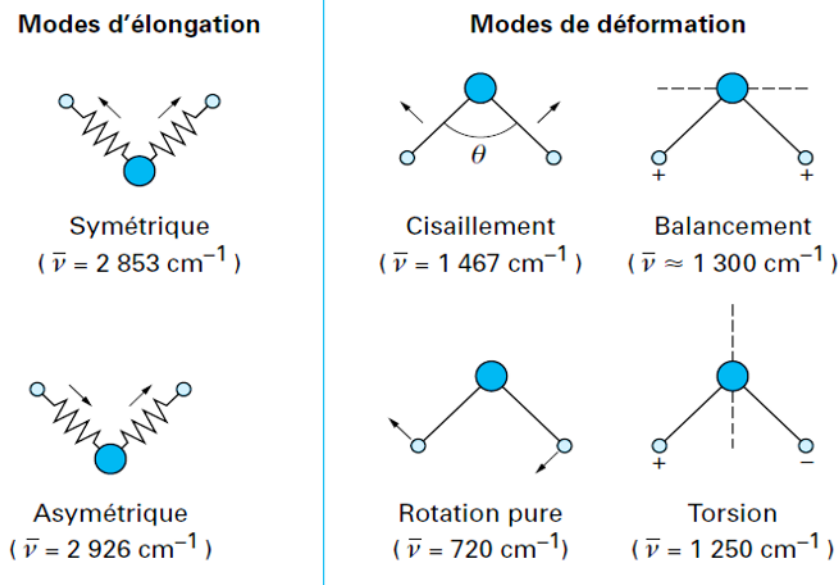 Modes d'élongation
Symétrique
( ν̅ = 2 853 cm⁻¹ )
Asymétrique
( ν̅ = 2 926 cm⁻¹ )
Modes de déformation
θ
+ +
Cisaillement Balancement
( ν̅ = 1 467 cm⁻¹ ) ( ν̅ ≈ 1 300 cm⁻¹ )
+ –
Rotation pure Torsion
( ν̅ = 720 cm⁻¹) ( ν̅ = 1 250 cm⁻¹ )